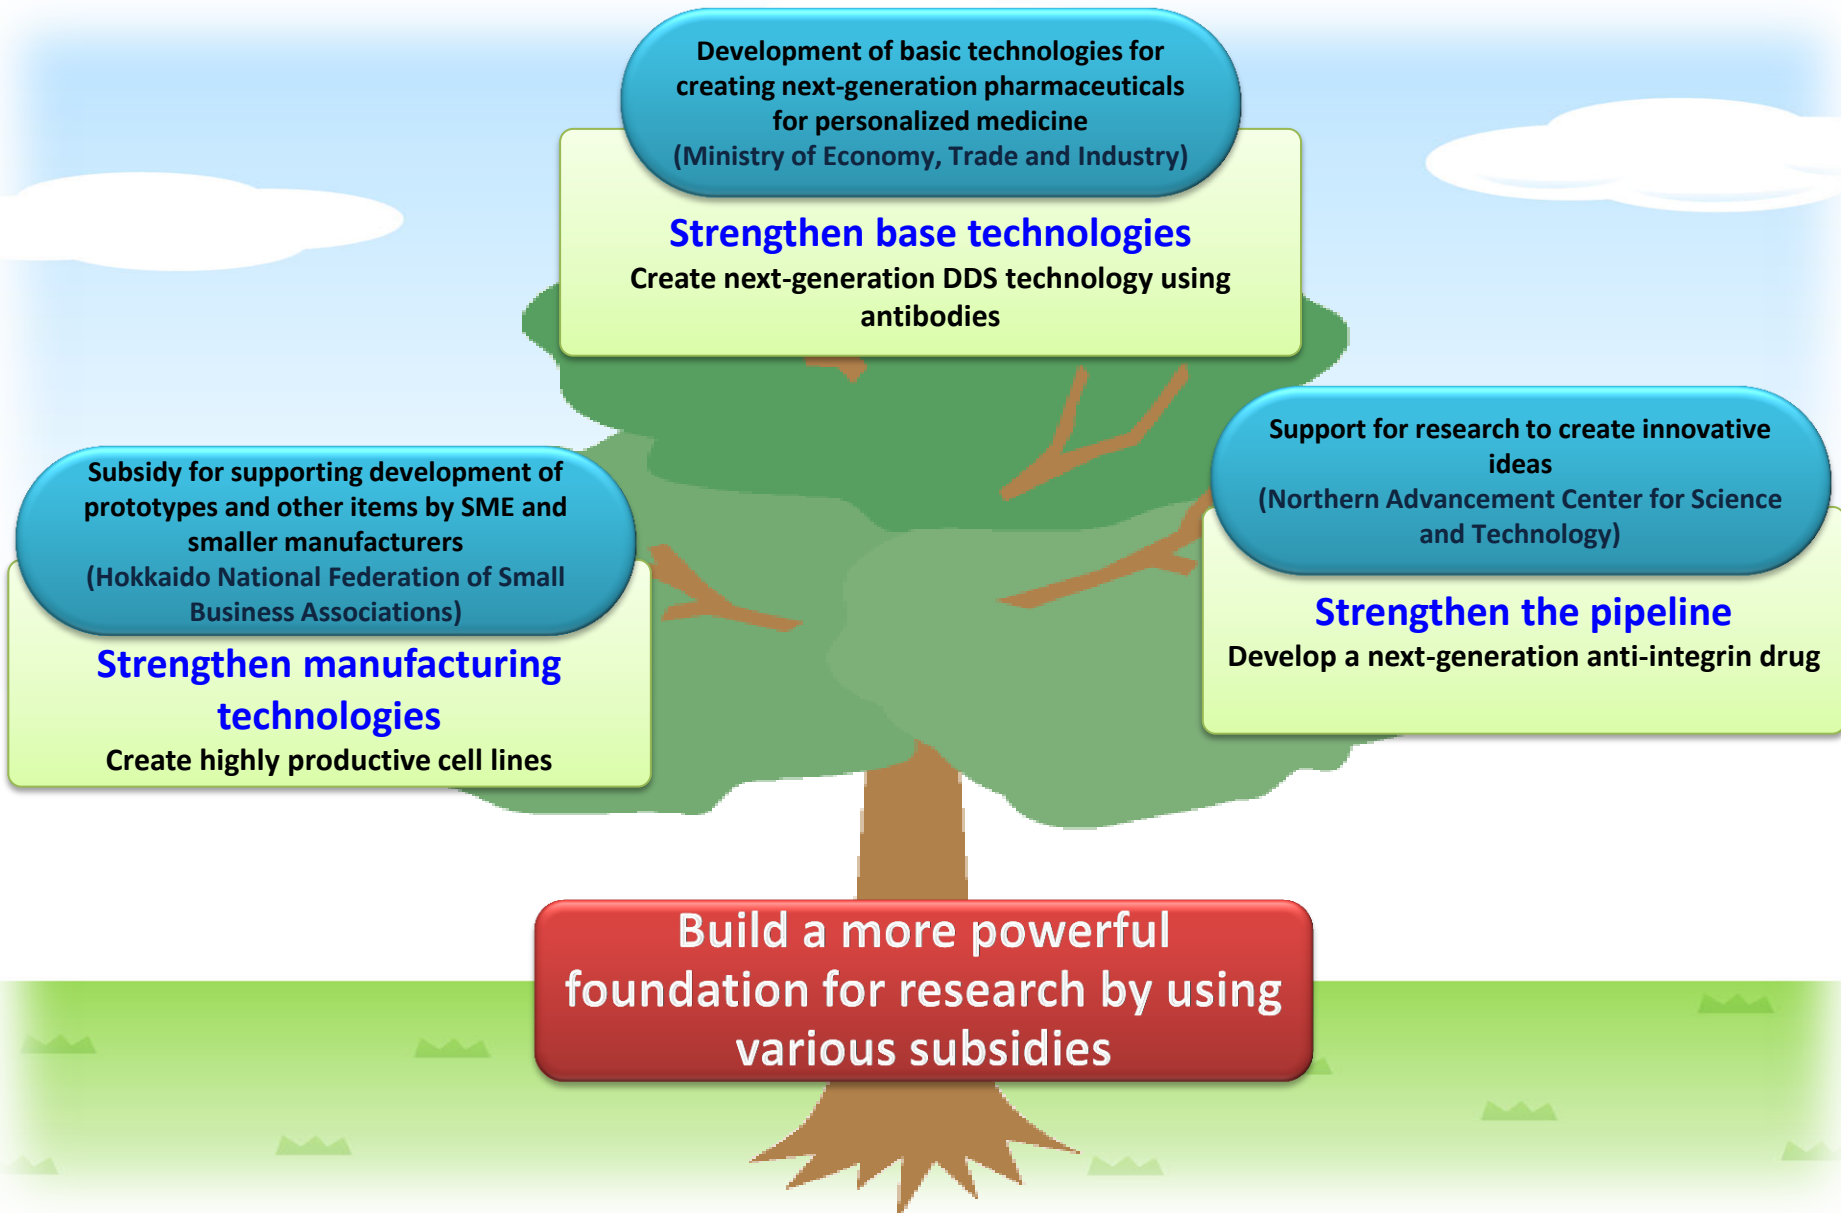 Development of basic technologies for
creating next-generation pharmaceuticals
for personalized medicine
(Ministry of Economy, Trade and Industry)
Strengthen base technologies
Create next-generation DDS technology using
antibodies
Subsidy for supporting development of
prototypes and other items by SME and
smaller manufacturers
(Hokkaido National Federation of Small
Business Associations)
Strengthen manufacturing
technologies
Create highly productive cell lines
Support for research to create innovative
ideas
(Northern Advancement Center for Science
and Technology)
Strengthen the pipeline
Develop a next-generation anti-integrin drug
Build a more powerful
foundation for research by using
various subsidies